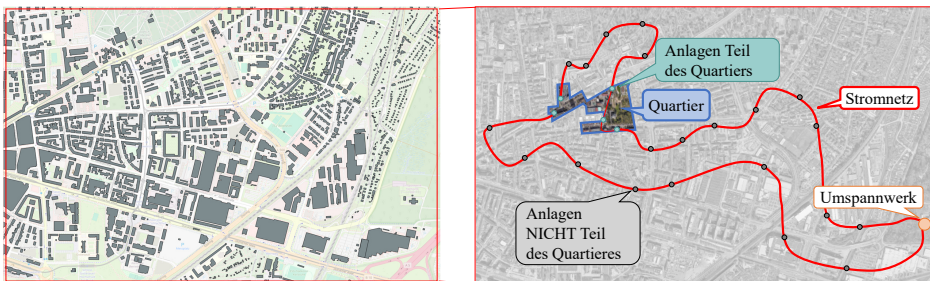 Anlagen Teil
des Quartiers
Quartier
Stromnetz
Umspannwerk
Anlagen
NICHT Teil
des Quartieres